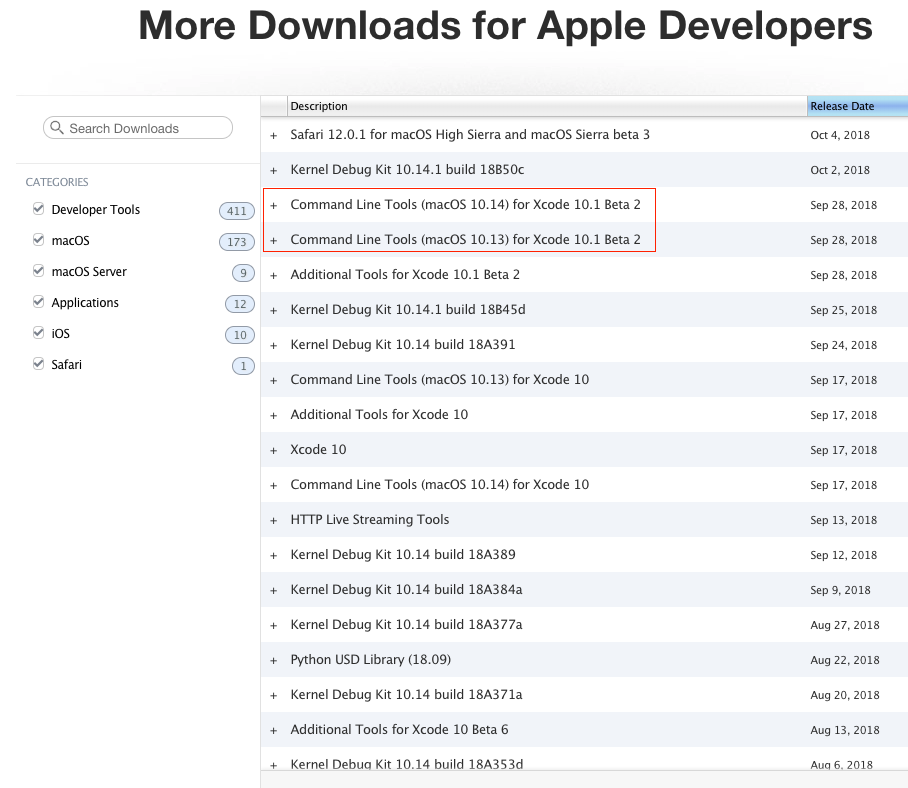 More Downloads for Apple Developers
Search Downloads
CATEGORIES
Developer Tools 411
macOS 173
macOS Server 9
Applications 12
iOS 10
Safari 1
Description Release Date
+ Safari 12.0.1 for macOS High Sierra and macOS Sierra beta 3 Oct 4, 2018
+ Kernel Debug Kit 10.14.1 build 18B50c Oct 2, 2018
+ Command Line Tools (macOS 10.14) for Xcode 10.1 Beta 2 Sep 28, 2018
+ Command Line Tools (macOS 10.13) for Xcode 10.1 Beta 2 Sep 28, 2018
+ Additional Tools for Xcode 10.1 Beta 2 Sep 28, 2018
+ Kernel Debug Kit 10.14.1 build 18B45d Sep 25, 2018
+ Kernel Debug Kit 10.14 build 18A391 Sep 24, 2018
+ Command Line Tools (macOS 10.13) for Xcode 10 Sep 17, 2018
+ Additional Tools for Xcode 10 Sep 17, 2018
+ Xcode 10 Sep 17, 2018
+ Command Line Tools (macOS 10.14) for Xcode 10 Sep 17, 2018
+ HTTP Live Streaming Tools Sep 13, 2018
+ Kernel Debug Kit 10.14 build 18A389 Sep 12, 2018
+ Kernel Debug Kit 10.14 build 18A384a Sep 9, 2018
+ Kernel Debug Kit 10.14 build 18A377a Aug 27, 2018
+ Python USD Library (18.09) Aug 22, 2018
+ Kernel Debug Kit 10.14 build 18A371a Aug 20, 2018
+ Additional Tools for Xcode 10 Beta 6 Aug 13, 2018
+ Kernel Debug Kit 10.14 build 18A353d Aug 6, 2018